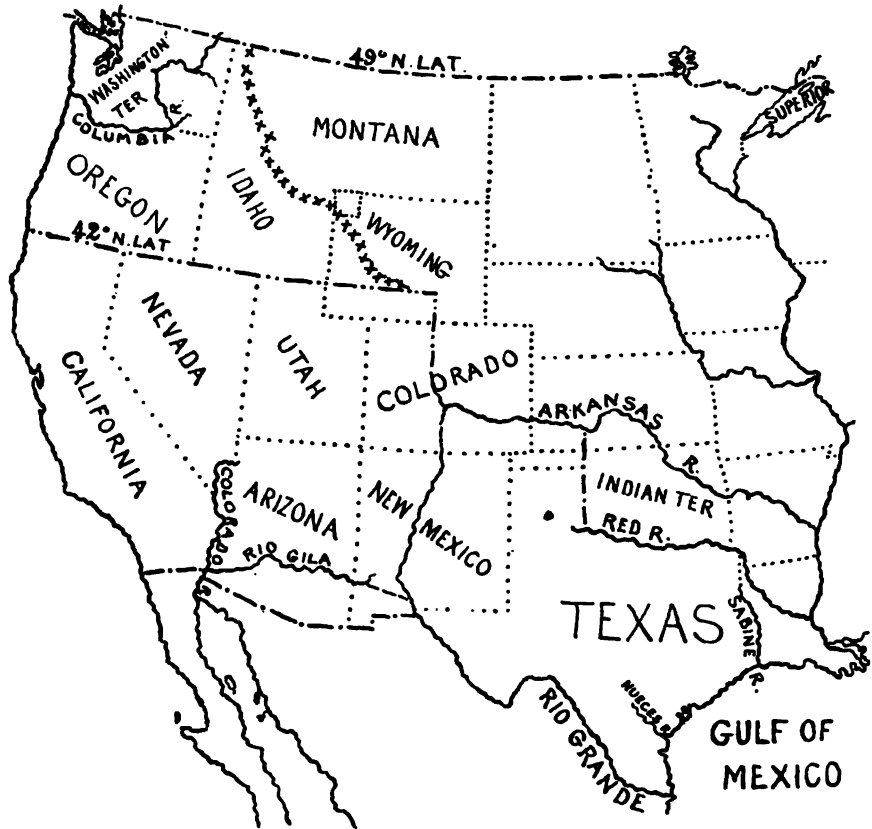 49° N. LAT.
WASHINGTON
TER
SUPERIOR
COLUMBIA R.
MONTANA
OREGON
IDAHO
WYOMING
42° N. LAT
NEVADA
UTAH
COLORADO
CALIFORNIA
ARKANSAS R.
INDIAN TER
COLORADO R.
ARIZONA
NEW MEXICO
RED R.
RIO GILA
TEXAS
SABINE R.
NUECES R.
RIO GRANDE
GULF OF
MEXICO